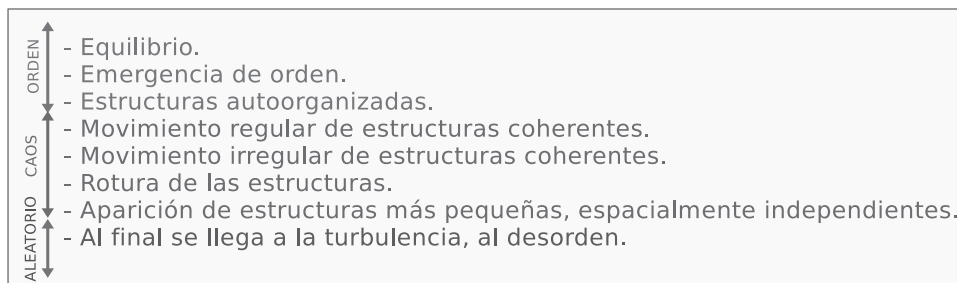 ORDEN
- Equilibrio.
- Emergencia de orden.
- Estructuras autoorganizadas.
CAOS
- Movimiento regular de estructuras coherentes.
- Movimiento irregular de estructuras coherentes.
- Rotura de las estructuras.
- Aparición de estructuras más pequeñas, espacialmente independientes.
ALEATORIO
- Al final se llega a la turbulencia, al desorden.